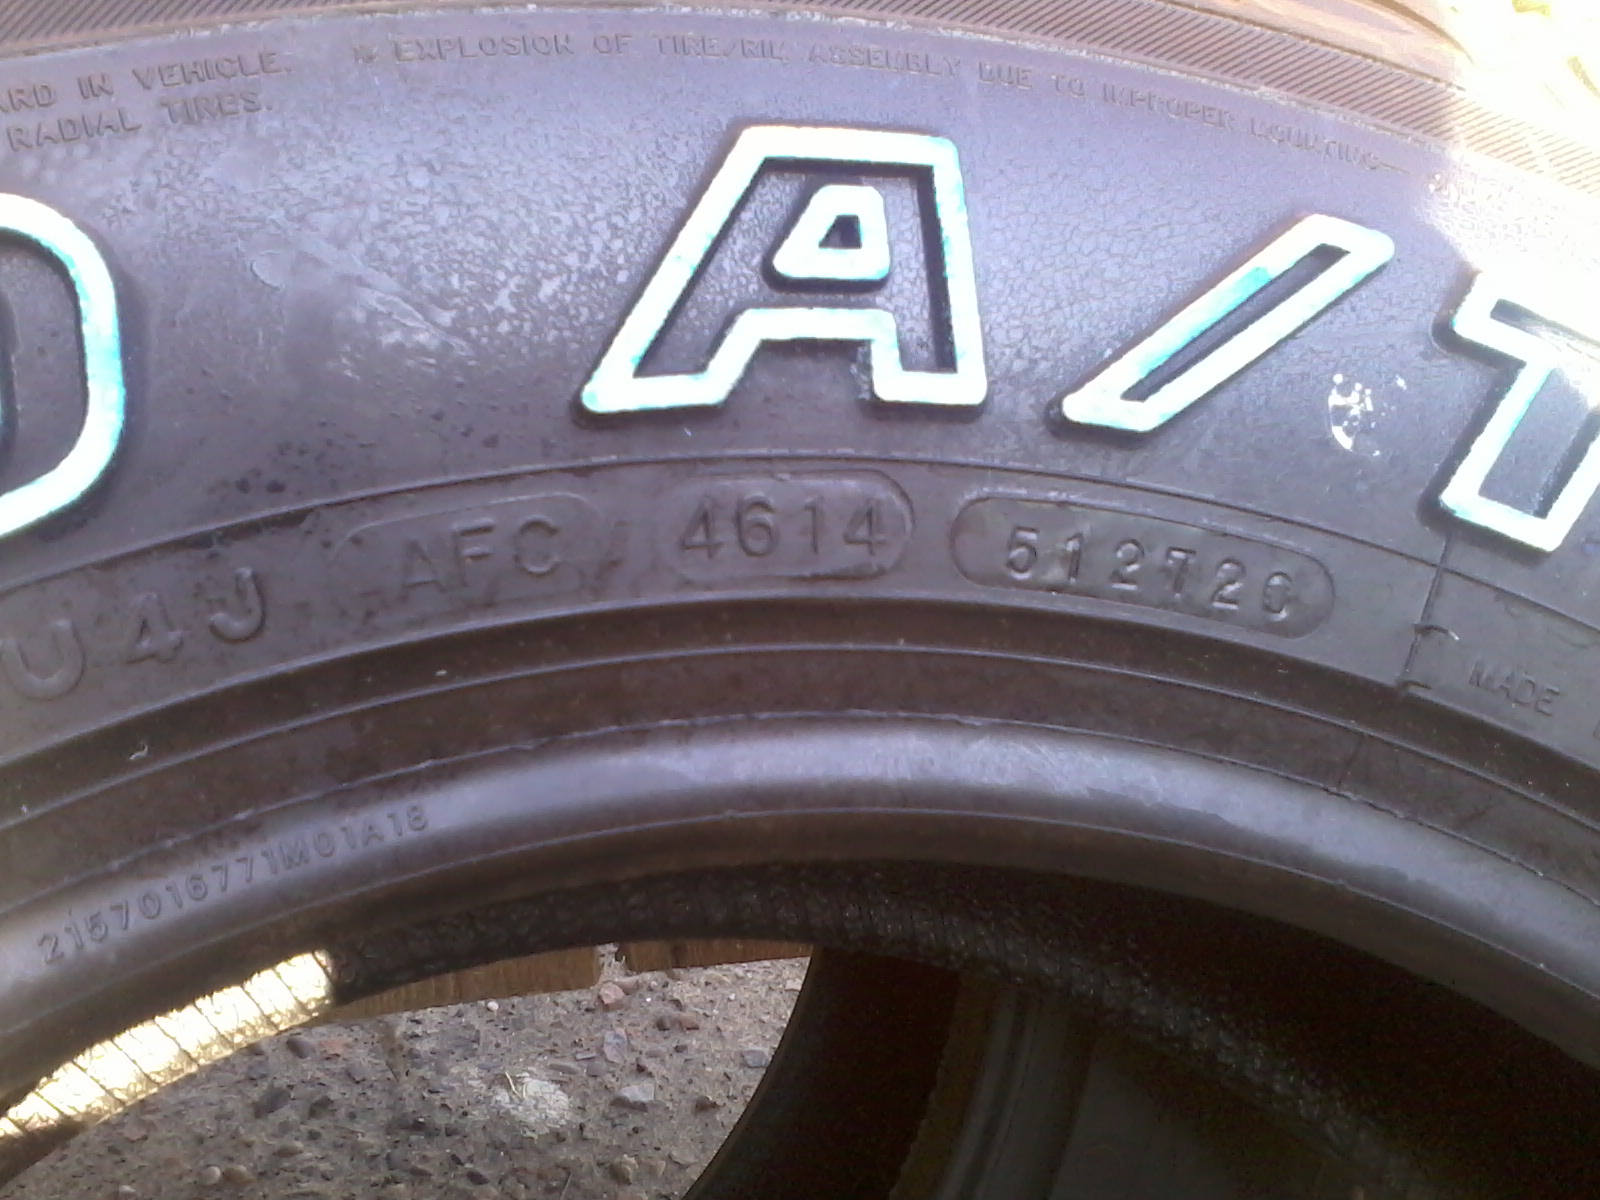 ARD IN VEHICLE.
RADIAL TIRES.
EXPLOSION OF TIRE/RIM ASSEMBLY DUE TO IMPROPER MOUNTING—
A/T
U4J AFC 4614 512720
MADE
2157016771M01A18